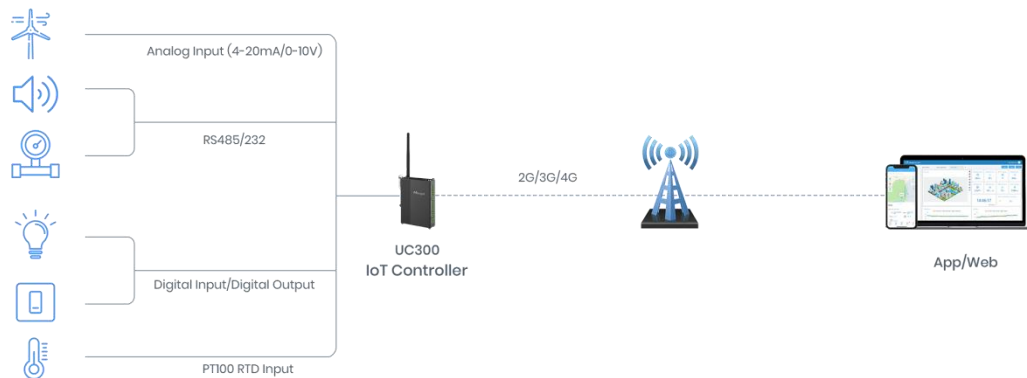 Analog Input (4-20mA/0-10V)
RS485/232
2G/3G/4G
UC300
IoT Controller
App/Web
Digital Input/Digital Output
PT100 RTD Input